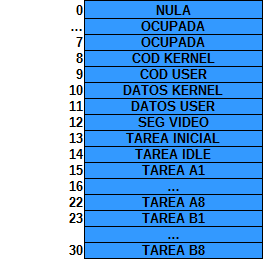 0 NULA
... OCUPADA
7 OCUPADA
8 COD KERNEL
9 COD USER
10 DATOS KERNEL
11 DATOS USER
12 SEG VIDEO
13 TAREA INICIAL
14 TAREA IDLE
15 TAREA A1
16 ...
22 TAREA A8
23 TAREA B1
...
30 TAREA B8